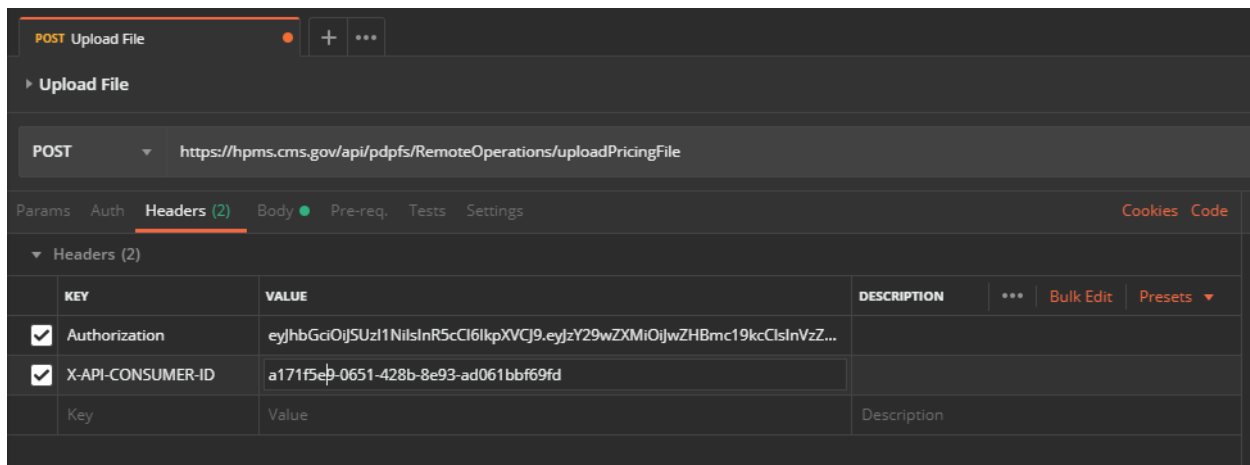 POST Upload File
Upload File
POST https://hpms.cms.gov/api/pdpfs/RemoteOperations/uploadPricingFile
Params Auth Headers (2) Body Pre-req. Tests Settings Cookies Code
Headers (2)
KEY VALUE DESCRIPTION ••• Bulk Edit Presets
Authorization eyJhbGciOiJSUzI1NiIsInR5cCI6IkpXVCJ9.eyJzY29wZXMiOiJwZHBmc19kcCIsInVzZ...
X-API-CONSUMER-ID a171f5e9-0651-428b-8e93-ad061bbf69fd
Key Value Description